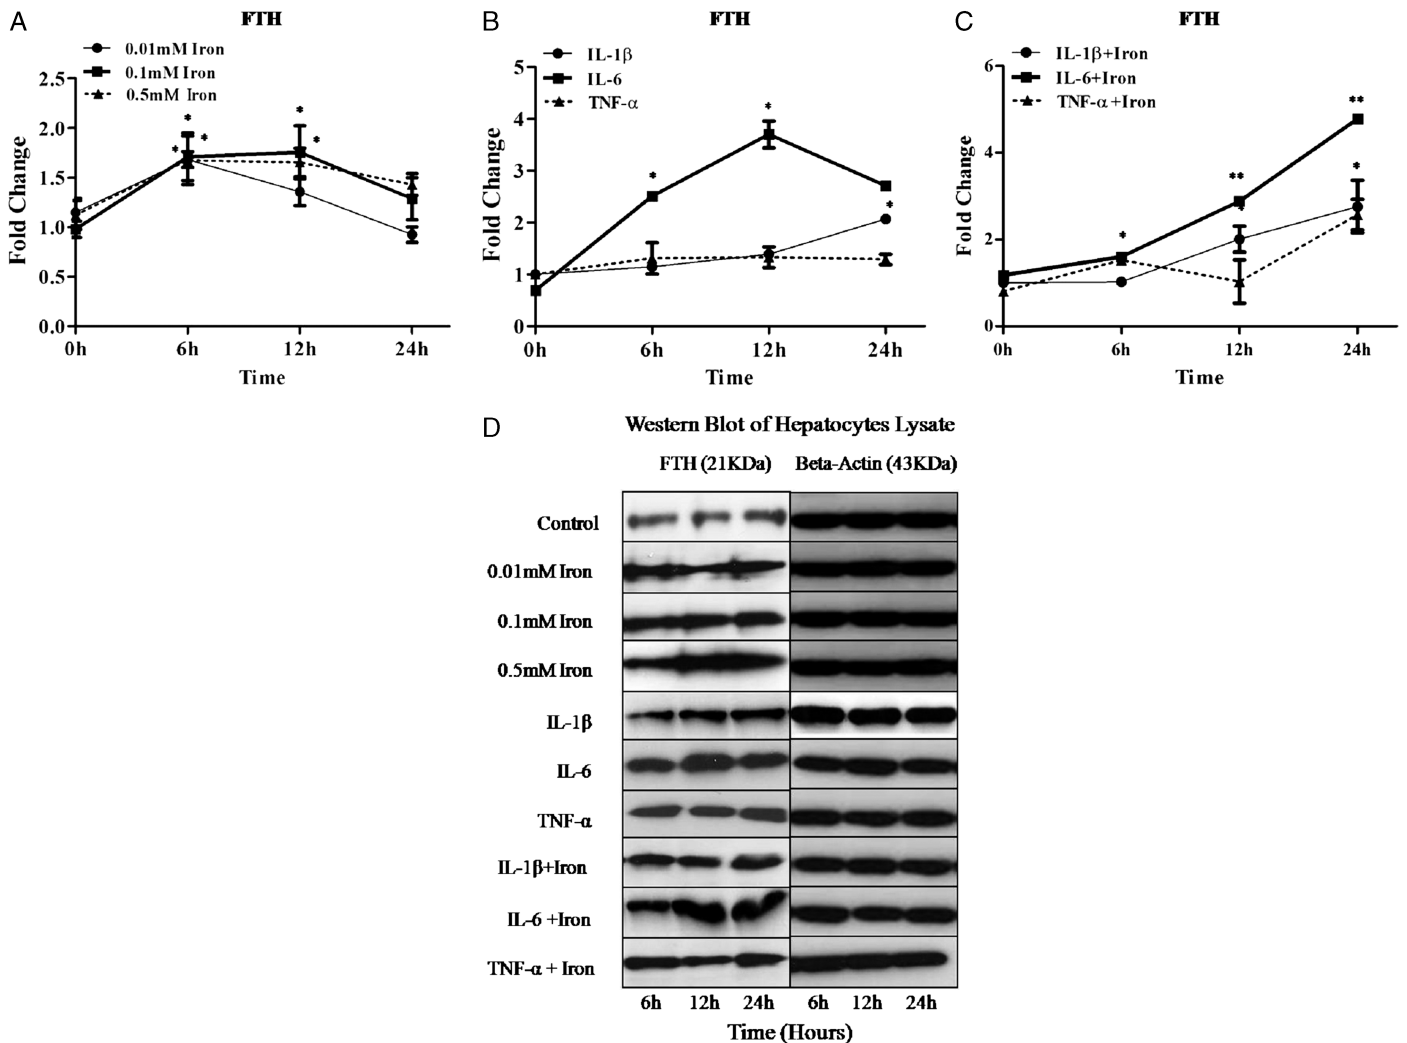 A
FTH
0.01mM Iron
0.1mM Iron
0.5mM Iron
Fold Change
2.5
2.0
1.5
1.0
0.5
0.0
* * * * *
0h 6h 12h 24h
Time
B
FTH
IL-1β
IL-6
TNF-α
Fold Change
5
4
3
2
1
0
* * *
0h 6h 12h 24h
Time
C
FTH
IL-1β+Iron
IL-6+Iron
TNF-α+Iron
Fold Change
6
4
2
0
* ** * ** *
0h 6h 12h 24h
Time
D
Western Blot of Hepatocytes Lysate
FTH (21KDa) Beta-Actin (43KDa)
Control
0.01mM Iron
0.1mM Iron
0.5mM Iron
IL-1β
IL-6
TNF-α
IL-1β+Iron
IL-6 +Iron
TNF-α + Iron
6h 12h 24h 6h 12h 24h
Time (Hours)